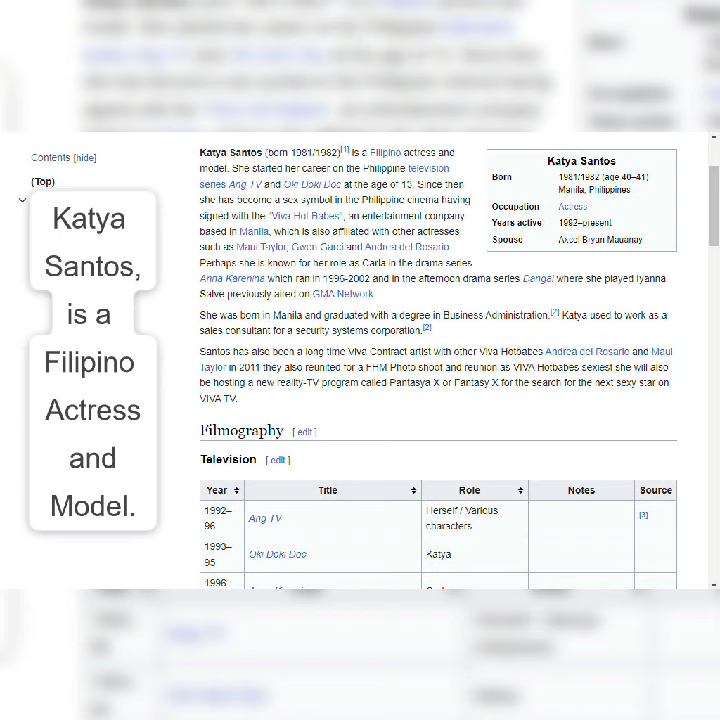 Contents [hide]
(Top)
Katya
Santos,
is a
Filipino
Actress
and
Model.
Katya Santos (born 1981/1982)[1] is a Filipino actress and
model. She started her career on the Philippine television
series Ang TV and Oki Doki Doc at the age of 13. Since then
she has become a sex symbol in the Philippine cinema having
signed with the "Viva Hot Babes", an entertainment company
based in Manila, which is also affiliated with other actresses
such as Maui Taylor, Gwen Garci and Andrea del Rosario
Perhaps she is known for her role as Carla in the drama series
Anna Karenina which ran in 1996-2002 and in the afternoon drama series Dangal where she played Iyanna
Salve previously aired on GMA Network
Katya Santos
Born 1981/1982 (age 40–41)
Manila, Philippines
Occupation Actress
Years active 1992–present
Spouse Axcel Bryan Mauanay
She was born in Manila and graduated with a degree in Business Administration.[2] Katya used to work as a
sales consultant for a security systems corporation.[2]
Santos has also been a long time Viva Contract artist with other Viva Hotbabes Andrea del Rosario and Maui
Taylor in 2011 they also reunited for a FHM Photo shoot and reunion as VIVA Hotbabes sexiest she will also
be hosting a new reality-TV program called Pantasya X or Fantasy X for the search for the next sexy star on
VIVA TV.
Filmography [ edit ]
Television [ edit ]
Year Title Role Notes Source
1992–
96 Ang TV Herself / Various
characters [3]
1993–
95 Oki Doki Doc Katya
1996